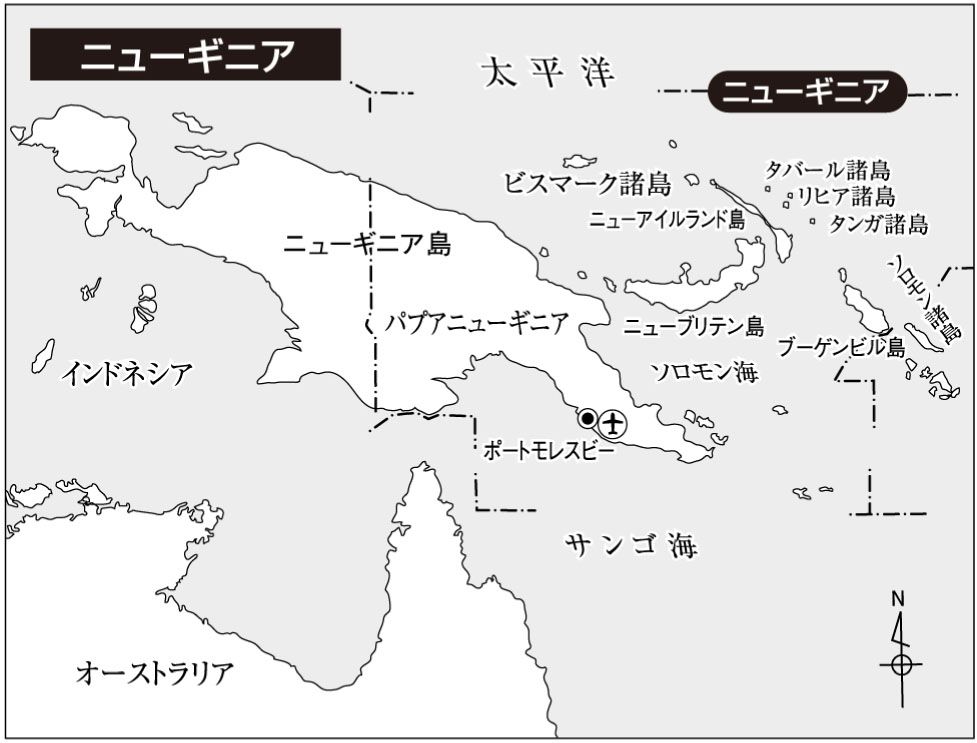 ニューギニア
太平洋
ニューギニア
タバール諸島
ビスマーク諸島
リヒア諸島
ニューアイルランド島
タンガ諸島
ニューギニア島
ソロモン諸島
パプアニューギニア
ニューブリテン島
ブーゲンビル島
インドネシア
ソロモン海
ポートモレスビー
サンゴ海
N
オーストラリア